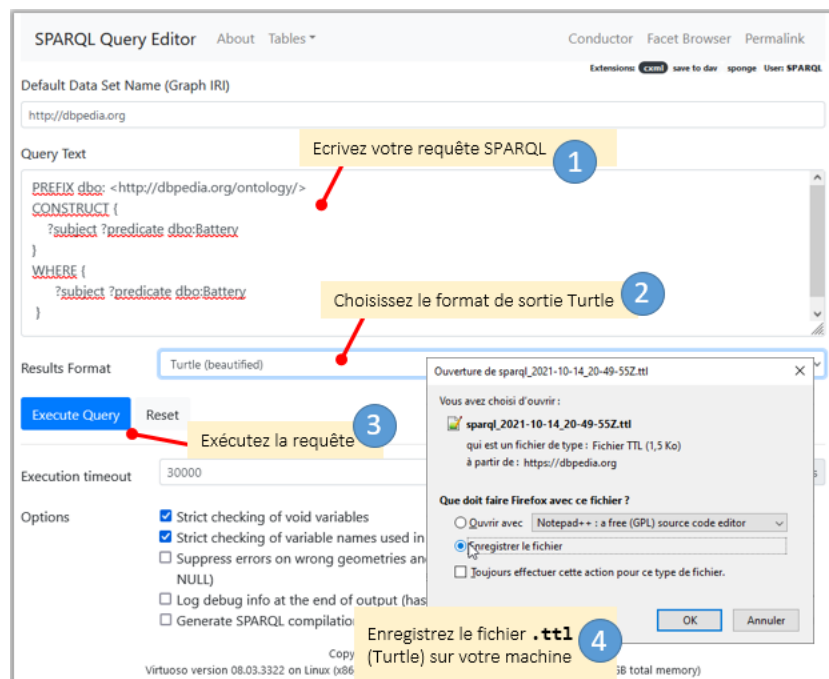 SPARQL Query Editor About Tables
Conductor Facet Browser Permalink
Extensions: cxml save to dav sponge User: SPARQL
Default Data Set Name (Graph IRI)
http://dbpedia.org
Ecrivez votre requête SPARQL
1
Query Text
PREFIX dbo: <http://dbpedia.org/ontology/>
CONSTRUCT {
?subject ?predicate dbo:Battery
}
WHERE {
?subject ?predicate dbo:Battery
}
Choisissez le format de sortie Turtle
2
Results Format
Turtle (beautified)
Execute Query Reset
3
Exécutez la requête
Execution timeout
30000
Options
Strict checking of void variables
Strict checking of variable names used in
Suppress errors on wrong geometries an
NULL)
Log debug info at the end of output (has
Generate SPARQL compilation
Ouverture de sparql_2021-10-14_20-49-55Z.ttl
Vous avez choisi d'ouvrir :
sparql_2021-10-14_20-49-55Z.ttl
qui est un fichier de type : Fichier TTL (1,5 Ko)
à partir de : https://dbpedia.org
Que doit faire Firefox avec ce fichier ?
Ouvrir avec Notepad++ : a free (GPL) source code editor
Enregistrer le fichier
Toujours effectuer cette action pour ce type de fichier.
OK Annuler
Enregistrez le fichier .ttl
(Turtle) sur votre machine
4
Copy
Virtuoso version 08.03.3322 on Linux (x86
GB total memory)